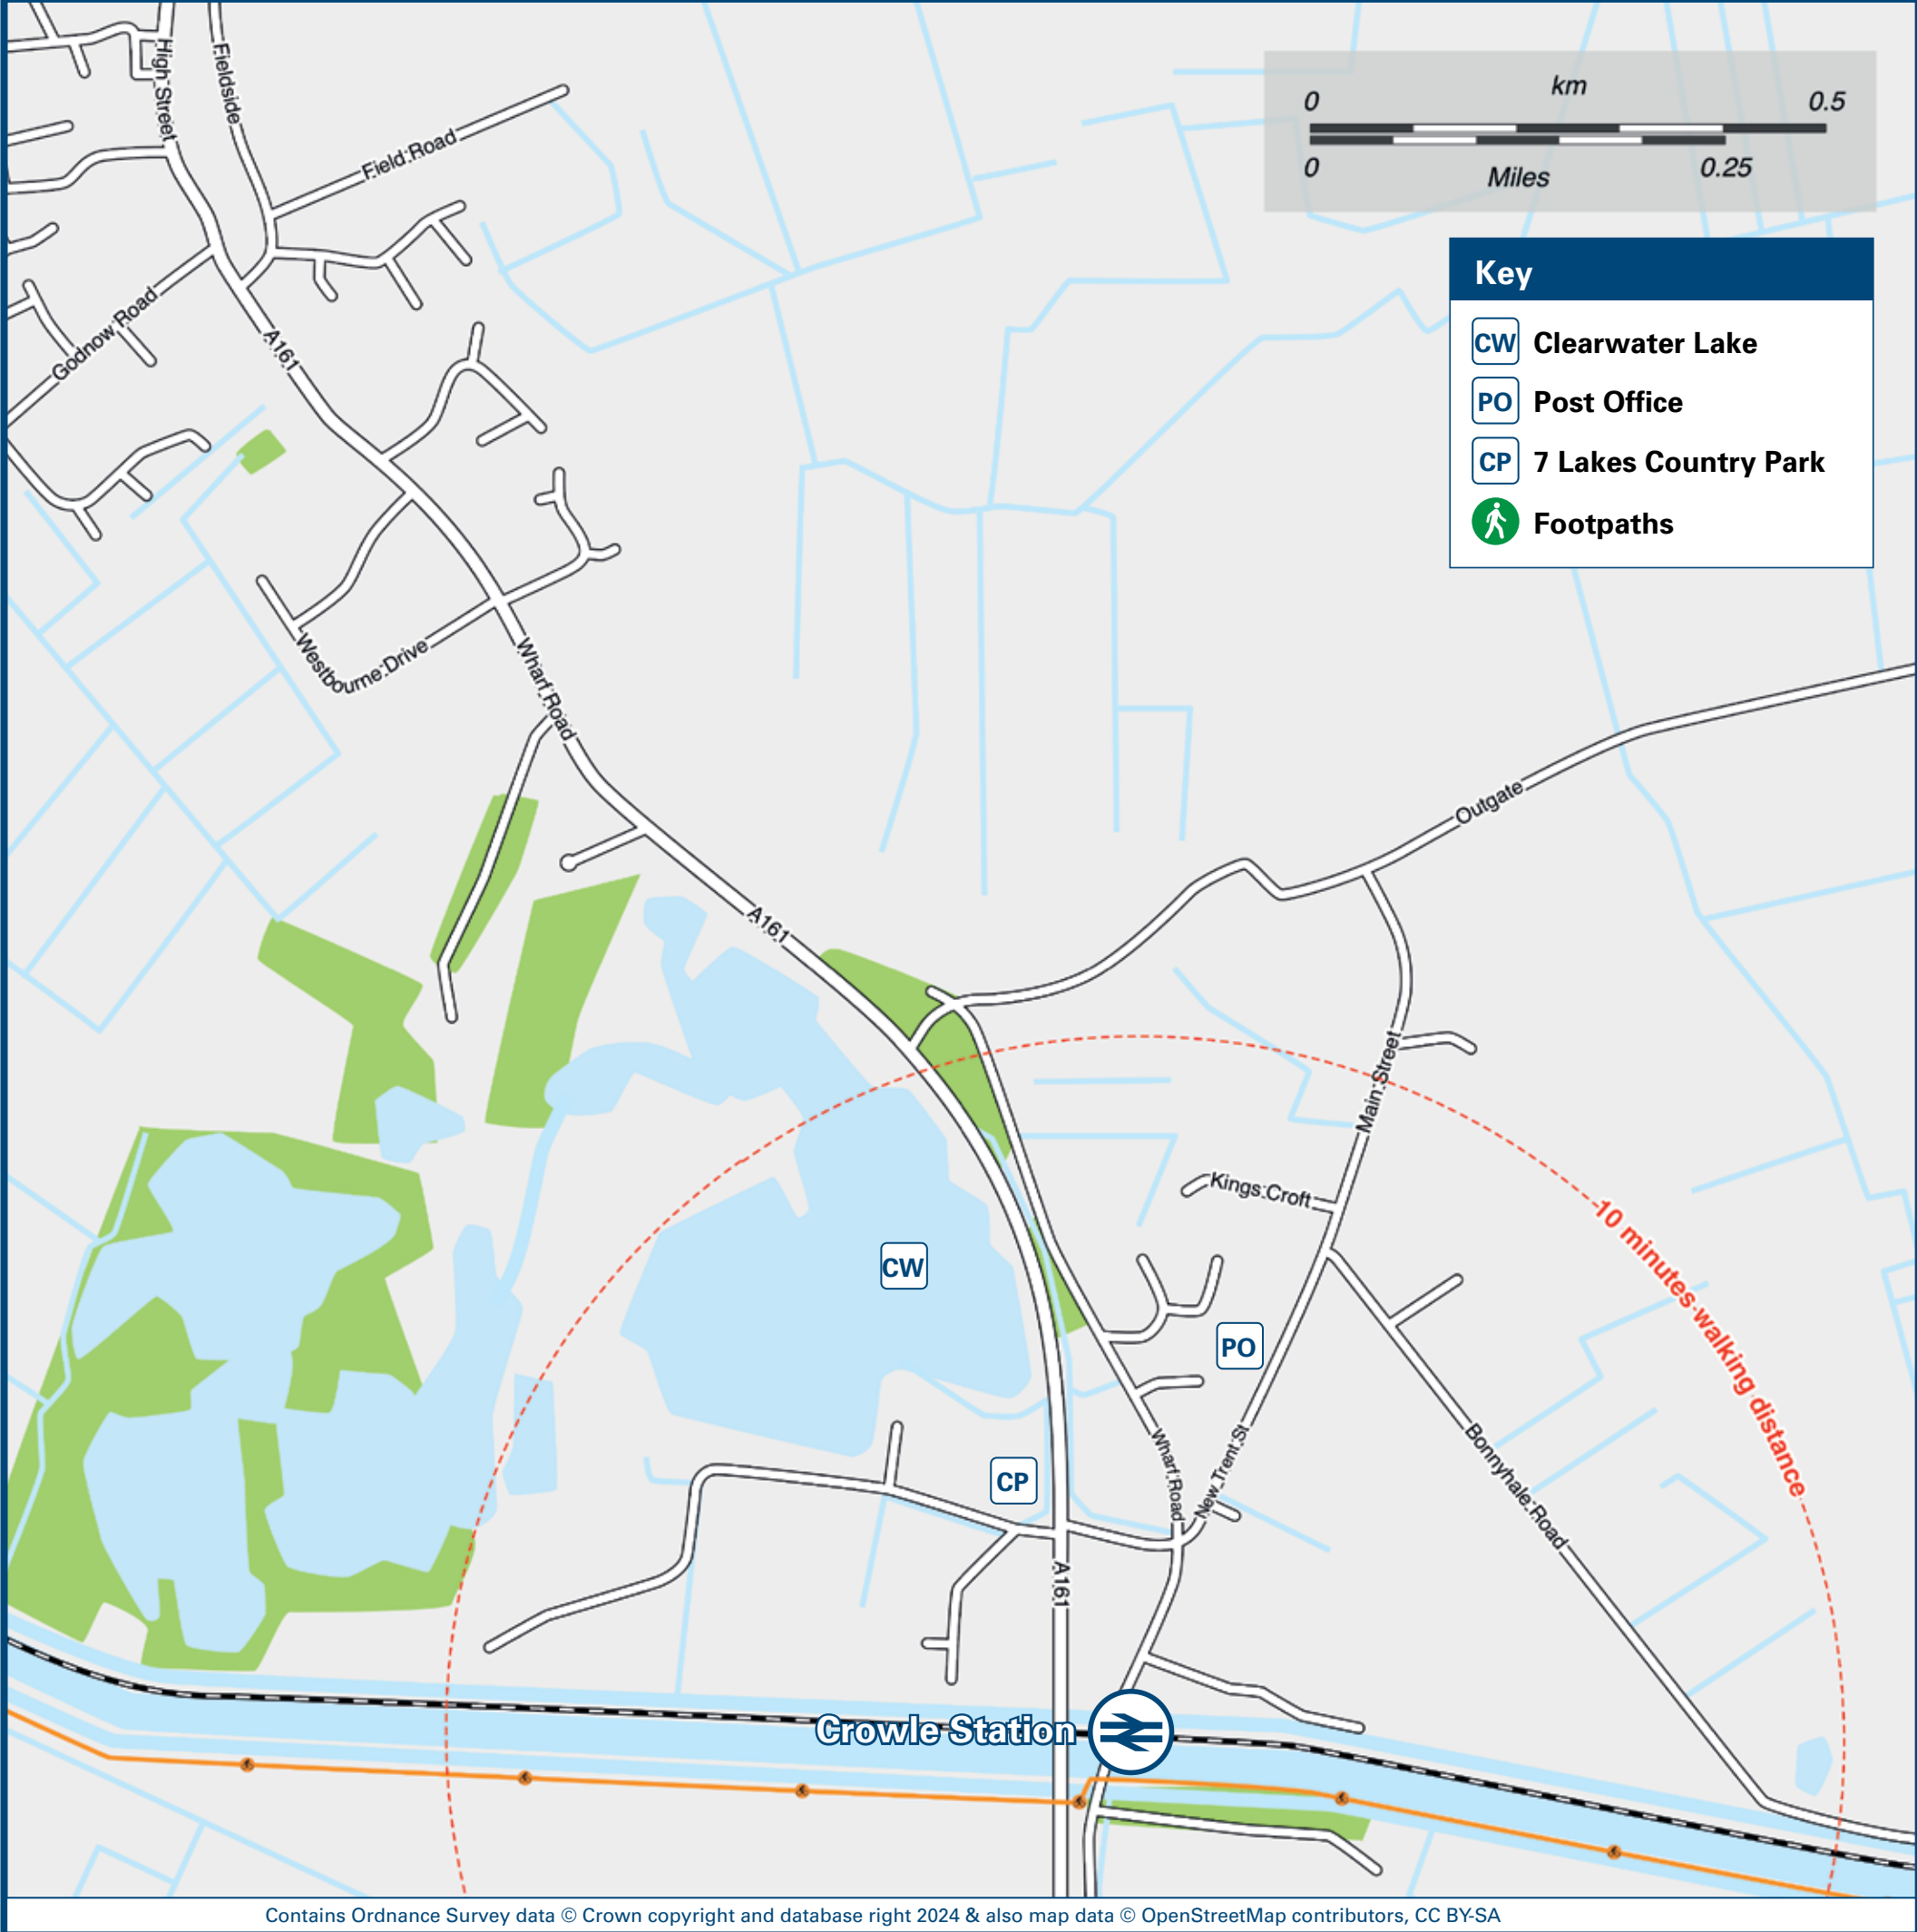 High Street
Fieldside
Field Road
km
0
0.5
0
Miles
0.25
Key
CW Clearwater Lake
PO Post Office
CP 7 Lakes Country Park
Footpaths
Godnow Road
A161
Westbourne Drive
Wharf Road
Outgate
A161
Main Street
Kings Croft
10 minutes walking distance
CW
PO
Wharf Road
New Trent St
Bonnyhale Road
CP
A161
Crowle Station
Contains Ordnance Survey data © Crown copyright and database right 2024 & also map data © OpenStreetMap contributors, CC BY-SA